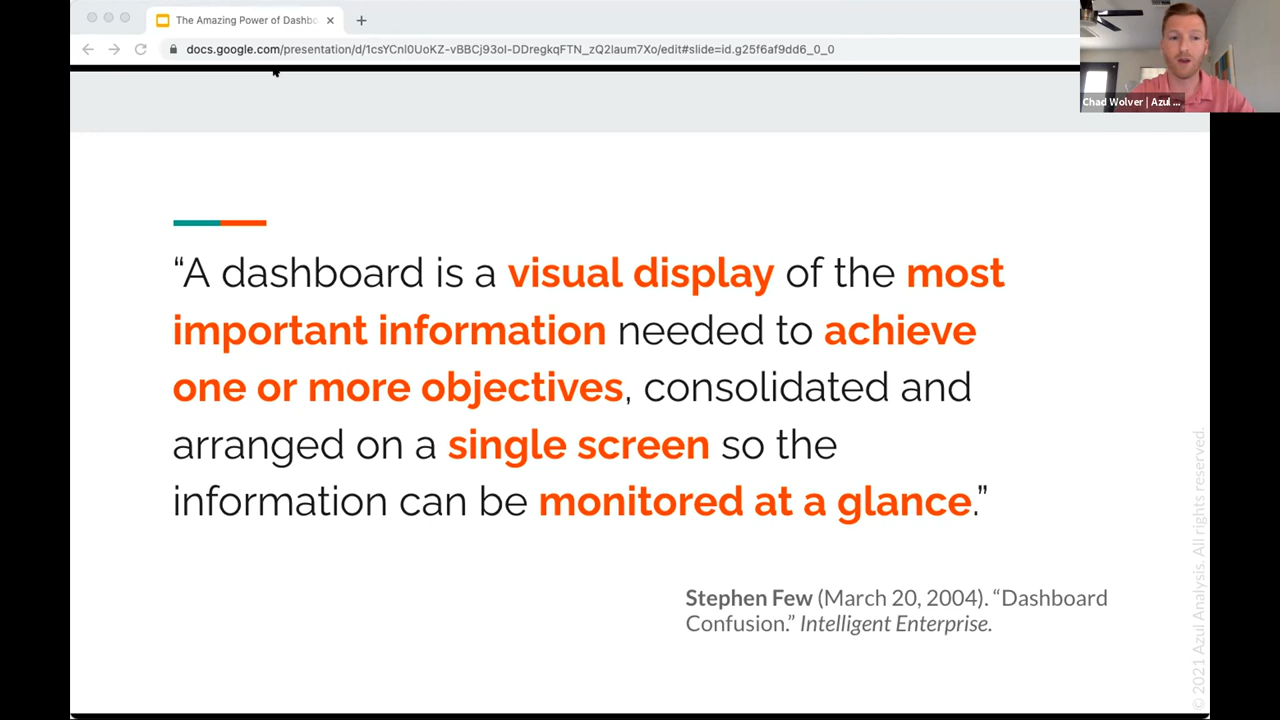 The Amazing Power of Dashbo
docs.google.com/presentation/d/1csYCnl0UoKZ-vBBCj93oI-DDregkqFTN_zQ2laum7Xo/edit#slide=id.g25f6af9dd6_0_0
Chad Wolver | Azul ...
“A dashboard is a visual display of the most
important information needed to achieve
one or more objectives, consolidated and
arranged on a single screen so the
information can be monitored at a glance.”
Stephen Few (March 20, 2004). “Dashboard
Confusion.” Intelligent Enterprise.
© 2021 Azul Analysis. All rights reserved.